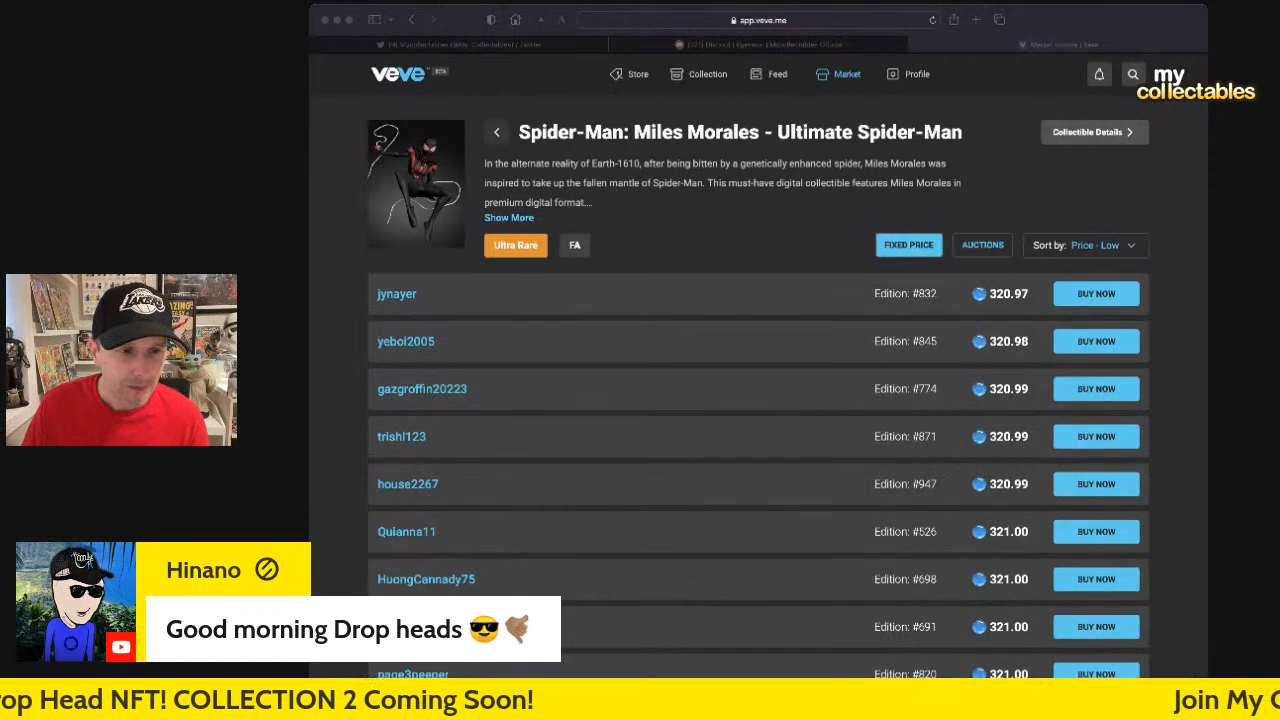 app.veve.me
veve BETA
Store
Collection
Feed
Market
Profile
my
collectables
Spider-Man: Miles Morales - Ultimate Spider-Man
Collectible Details
In the alternate reality of Earth-1610, after being bitten by a genetically enhanced spider, Miles Morales was
inspired to take up the fallen mantle of Spider-Man. This must-have digital collectible features Miles Morales in
premium digital format....
Show More
Ultra Rare
FA
FIXED PRICE
AUCTIONS
Sort by: Price - Low
jynayer Edition: #832 320.97 BUY NOW
yeboi2005 Edition: #845 320.98 BUY NOW
gazgroffin20223 Edition: #774 320.99 BUY NOW
trishl123 Edition: #871 320.99 BUY NOW
house2267 Edition: #947 320.99 BUY NOW
Quianna11 Edition: #526 321.00 BUY NOW
HuongCannady75 Edition: #698 321.00 BUY NOW
Edition: #691 321.00 BUY NOW
page3peeper Edition: #820 321.00 BUY NOW
LAKERS
Hinano
Good morning Drop heads 😎🤙🏽
rop Head NFT! COLLECTION 2 Coming Soon!
Join My C